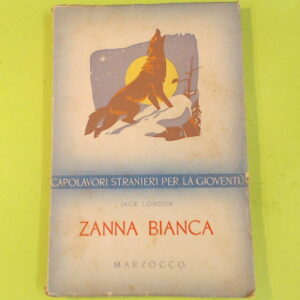 CAPOLAVORI STRANIERI PER LA GIOVENTÙ
JACK LONDON
ZANNA BIANCA
MARZOCCO